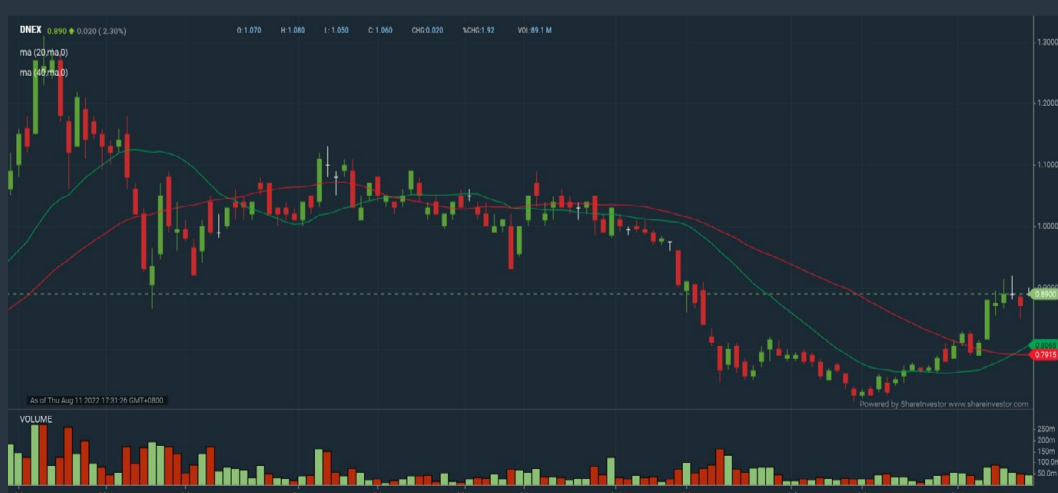 DNEX 0.890 0.020 ( 2.30%) O:1.070 H:1.080 L: 1.050 C: 1.060 CHG:0.020 %CHG:1.92 VOL:89.1 M
ma (20,ma,0)
ma (40,ma,0)
1.3000
1.2000
1.1000
1.0000
0.8900
0.7915
As of Thu Aug 11 2022 17:31:26 GMT+0800
Powered by ShareInvestor www.shareinvestor.com
VOLUME
250m
200m
150m
100.0m
50.0m